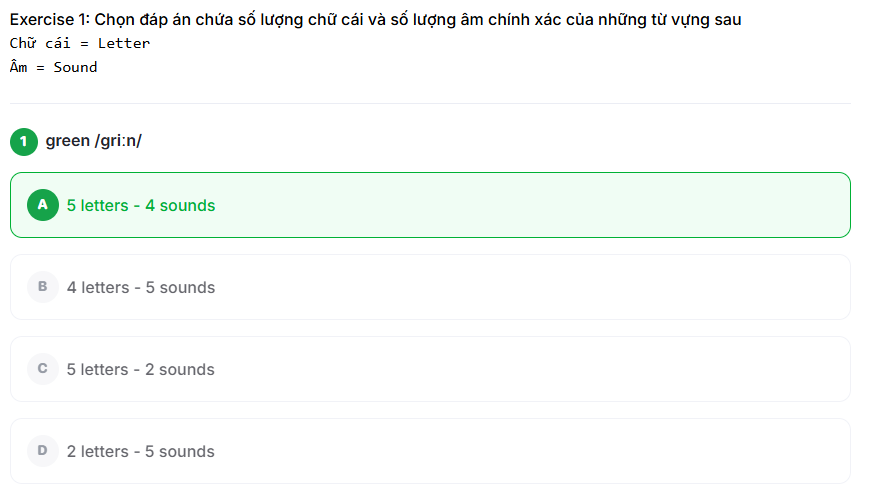 Exercise 1: Chọn đáp án chứa số lượng chữ cái và số lượng âm chính xác của những từ vựng sau
Chữ cái = Letter
Âm = Sound
1 green /griːn/
A 5 letters - 4 sounds
B 4 letters - 5 sounds
C 5 letters - 2 sounds
D 2 letters - 5 sounds